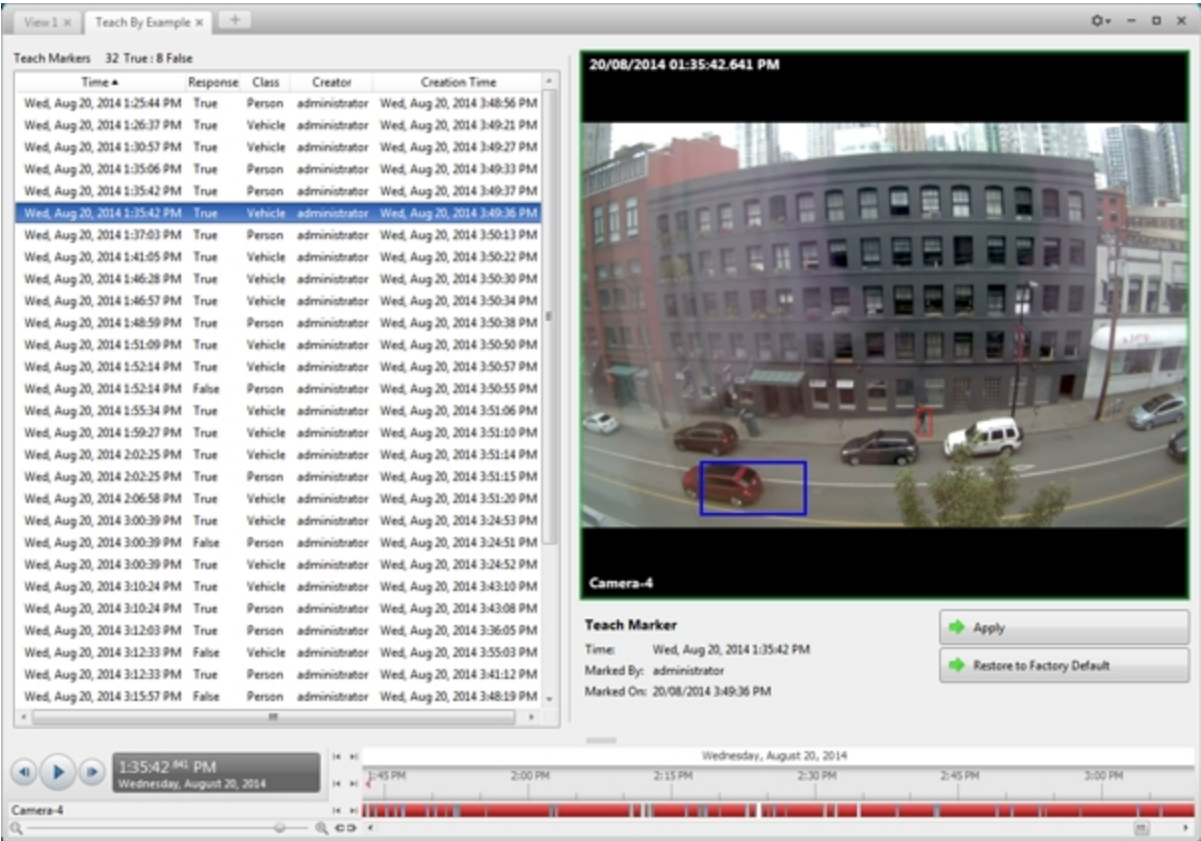 View 1 ×
Teach By Example ×
+
Teach Markers 32 True : 8 False
Time Response Class Creator Creation Time
Wed, Aug 20, 2014 1:25:44 PM True Person administrator Wed, Aug 20, 2014 3:48:56 PM
Wed, Aug 20, 2014 1:26:37 PM True Vehicle administrator Wed, Aug 20, 2014 3:49:21 PM
Wed, Aug 20, 2014 1:30:57 PM True Vehicle administrator Wed, Aug 20, 2014 3:49:27 PM
Wed, Aug 20, 2014 1:35:06 PM True Person administrator Wed, Aug 20, 2014 3:49:33 PM
Wed, Aug 20, 2014 1:35:42 PM True Person administrator Wed, Aug 20, 2014 3:49:37 PM
Wed, Aug 20, 2014 1:35:42 PM True Vehicle administrator Wed, Aug 20, 2014 3:49:36 PM
Wed, Aug 20, 2014 1:37:03 PM True Person administrator Wed, Aug 20, 2014 3:50:13 PM
Wed, Aug 20, 2014 1:41:05 PM True Vehicle administrator Wed, Aug 20, 2014 3:50:22 PM
Wed, Aug 20, 2014 1:46:28 PM True Vehicle administrator Wed, Aug 20, 2014 3:50:30 PM
Wed, Aug 20, 2014 1:46:57 PM True Vehicle administrator Wed, Aug 20, 2014 3:50:34 PM
Wed, Aug 20, 2014 1:48:59 PM True Person administrator Wed, Aug 20, 2014 3:50:38 PM
Wed, Aug 20, 2014 1:51:09 PM True Vehicle administrator Wed, Aug 20, 2014 3:50:50 PM
Wed, Aug 20, 2014 1:52:14 PM True Vehicle administrator Wed, Aug 20, 2014 3:50:57 PM
Wed, Aug 20, 2014 1:52:14 PM False Person administrator Wed, Aug 20, 2014 3:50:55 PM
Wed, Aug 20, 2014 1:55:34 PM True Vehicle administrator Wed, Aug 20, 2014 3:51:06 PM
Wed, Aug 20, 2014 1:59:27 PM True Vehicle administrator Wed, Aug 20, 2014 3:51:10 PM
Wed, Aug 20, 2014 2:02:25 PM True Vehicle administrator Wed, Aug 20, 2014 3:51:14 PM
Wed, Aug 20, 2014 2:02:25 PM True Person administrator Wed, Aug 20, 2014 3:51:15 PM
Wed, Aug 20, 2014 2:06:58 PM True Vehicle administrator Wed, Aug 20, 2014 3:51:20 PM
Wed, Aug 20, 2014 3:00:39 PM True Vehicle administrator Wed, Aug 20, 2014 3:24:53 PM
Wed, Aug 20, 2014 3:00:39 PM False Person administrator Wed, Aug 20, 2014 3:24:51 PM
Wed, Aug 20, 2014 3:00:39 PM True Vehicle administrator Wed, Aug 20, 2014 3:24:52 PM
Wed, Aug 20, 2014 3:10:24 PM True Vehicle administrator Wed, Aug 20, 2014 3:43:10 PM
Wed, Aug 20, 2014 3:10:24 PM True Person administrator Wed, Aug 20, 2014 3:43:08 PM
Wed, Aug 20, 2014 3:12:03 PM True Person administrator Wed, Aug 20, 2014 3:36:05 PM
Wed, Aug 20, 2014 3:12:33 PM False Vehicle administrator Wed, Aug 20, 2014 3:55:03 PM
Wed, Aug 20, 2014 3:12:33 PM True Person administrator Wed, Aug 20, 2014 3:41:12 PM
Wed, Aug 20, 2014 3:15:57 PM False Person administrator Wed, Aug 20, 2014 3:48:19 PM
20/08/2014 01:35:42.641 PM
Camera-4
Teach Marker
Time: Wed, Aug 20, 2014 1:35:42 PM
Marked By: administrator
Marked On: 20/08/2014 3:49:36 PM
Apply
Restore to Factory Default
1:35:42.641 PM
Wednesday, August 20, 2014
Wednesday, August 20, 2014
1:45 PM 2:00 PM 2:15 PM 2:30 PM 2:45 PM 3:00 PM
Camera-4